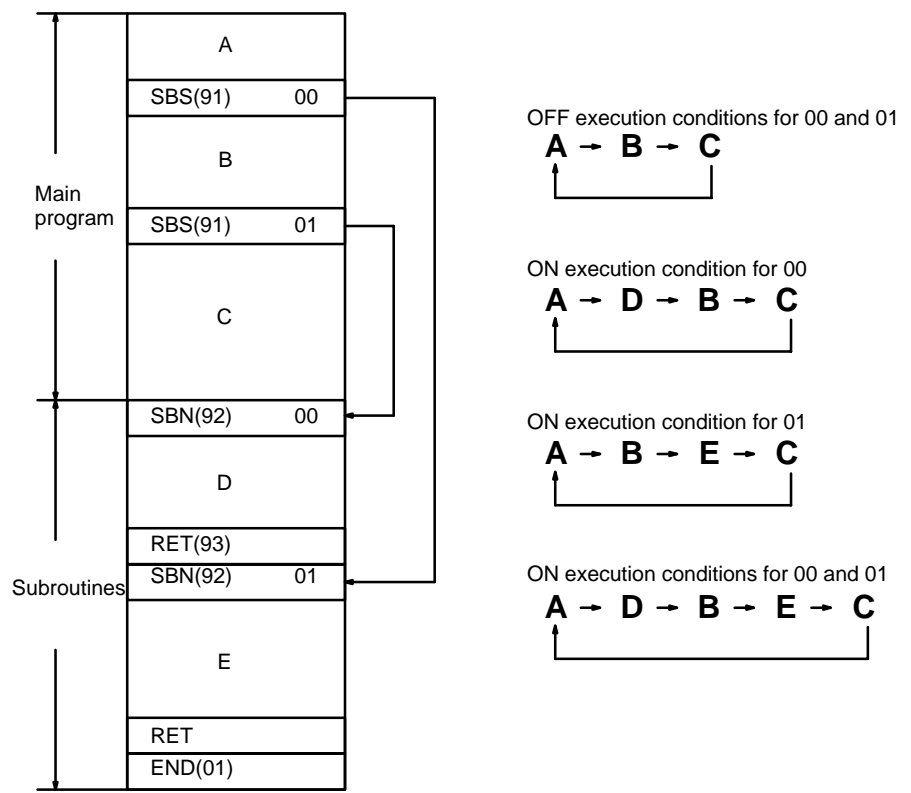 A
SBS(91) 00
B
Main
program
SBS(91) 01
C
SBN(92) 00
D
RET(93)
SBN(92) 01
Subroutines
E
RET
END(01)
OFF execution conditions for 00 and 01
A → B → C
ON execution condition for 00
A → D → B → C
ON execution condition for 01
A → B → E → C
ON execution conditions for 00 and 01
A → D → B → E → C